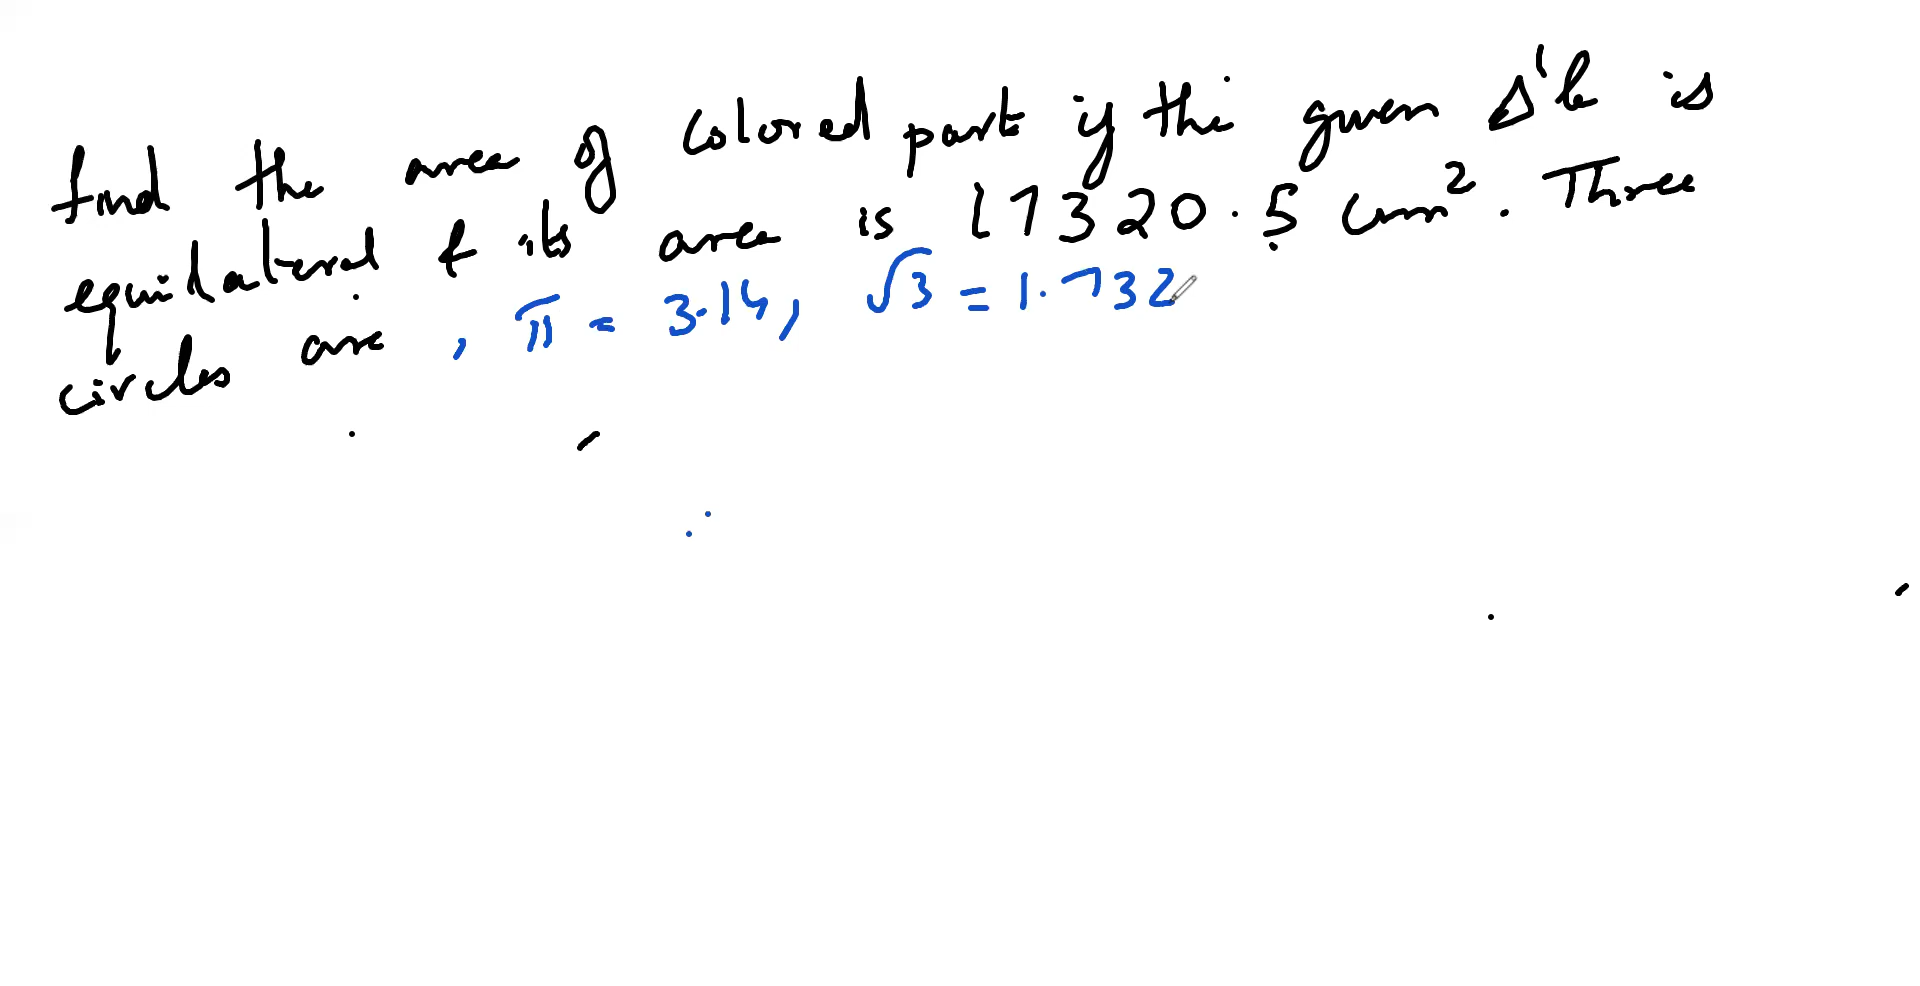 find the area of colored part if the given Δ'le is
equilateral & its area is 17320.5 cm². Three
circles are , π = 3.14, √3 = 1.732